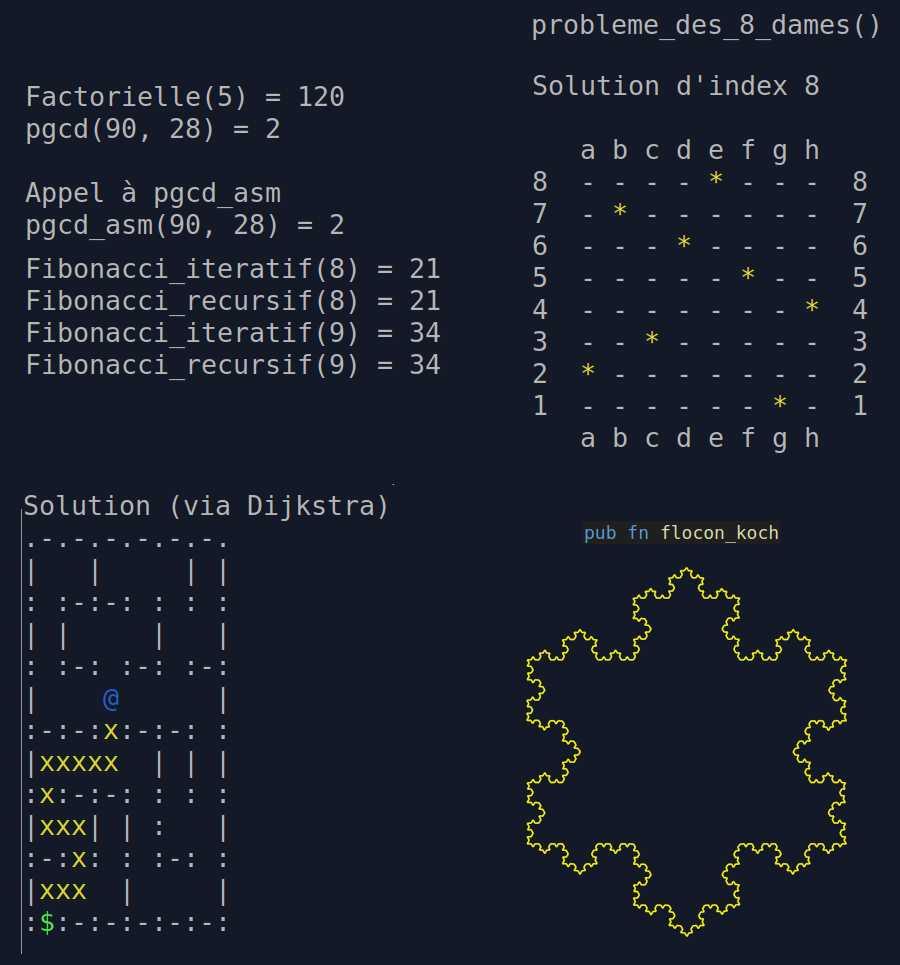 Factorielle(5) = 120
pgcd(90, 28) = 2
Appel à pgcd_asm
pgcd_asm(90, 28) = 2
Fibonacci_iteratif(8) = 21
Fibonacci_recursif(8) = 21
Fibonacci_iteratif(9) = 34
Fibonacci_recursif(9) = 34
probleme_des_8_dames()
Solution d'index 8
   a b c d e f g h
8  - - - - * - - -  8
7  - * - - - - - -  7
6  - - - * - - - -  6
5  - - - - - * - -  5
4  - - - - - - - *  4
3  - - * - - - - -  3
2  * - - - - - - -  2
1  - - - - - - * -  1
   a b c d e f g h
Solution (via Dijkstra)
.-.-.-.-.-.-.
|   |     | |
: :-:-: : : :
| |     |   |
: :-: :-: :-:
|    @      |
:-:-:x:-:-: :
|xxxxx  | | |
:x:-:-: : : :
|xxx| | :   |
:-:x: : :-: :
|xxx  |     |
:$:-:-:-:-:-:
pub fn flocon_koch